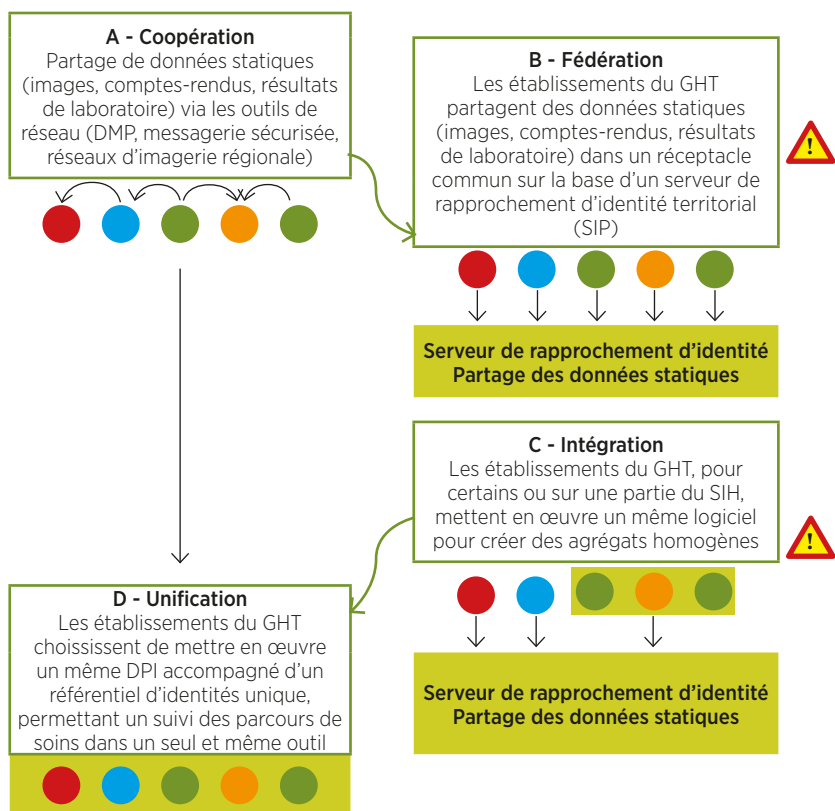 A - Coopération
Partage de données statiques
(images, comptes-rendus, résultats
de laboratoire) via les outils de
réseau (DMP, messagerie sécurisée,
réseaux d'imagerie régionale)
B - Fédération
Les établissements du GHT
partagent des données statiques
(images, comptes-rendus, résultats
de laboratoire) dans un réceptacle
commun sur la base d'un serveur de
rapprochement d'identité territorial
(SIP)
!
Serveur de rapprochement d'identité
Partage des données statiques
C - Intégration
Les établissements du GHT, pour
certains ou sur une partie du SIH,
mettent en œuvre un même logiciel
pour créer des agrégats homogènes
!
Serveur de rapprochement d'identité
Partage des données statiques
D - Unification
Les établissements du GHT
choississent de mettre en œuvre
un même DPI accompagné d'un
référentiel d'identités unique,
permettant un suivi des parcours de
soins dans un seul et même outil